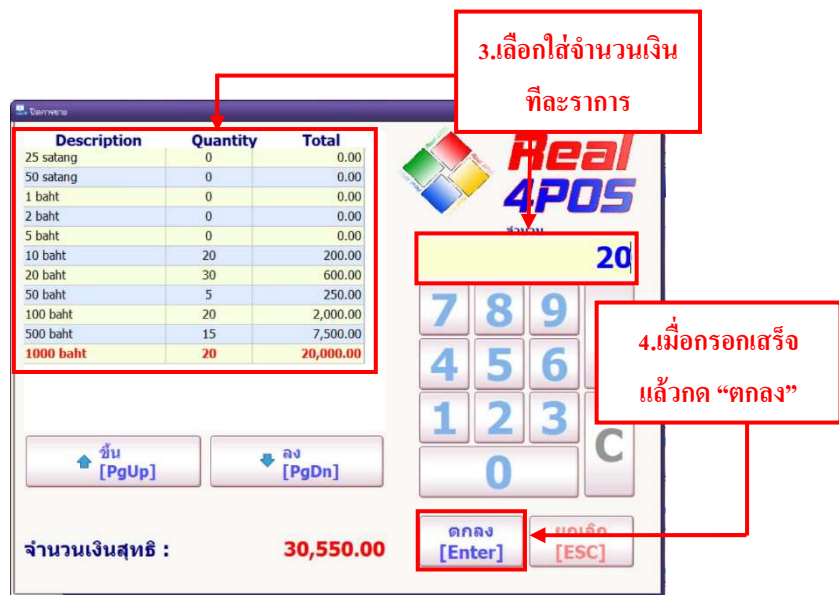 3.เลือกใส่จำนวนเงิน
ทีละราการ
ปิดการขาย
Description Quantity Total
25 satang 0 0.00
50 satang 0 0.00
1 baht 0 0.00
2 baht 0 0.00
5 baht 0 0.00
10 baht 20 200.00
20 baht 30 600.00
50 baht 5 250.00
100 baht 20 2,000.00
500 baht 15 7,500.00
1000 baht 20 20,000.00
Real
4POS
จำนวน
20
7 8 9
4 5 6
1 2 3
0
C
4.เมื่อกรอกเสร็จ
แล้วกด “ตกลง”
ขึ้น
[PgUp]
ลง
[PgDn]
จำนวนเงินสุทธิ : 30,550.00
ตกลง
[Enter]
ยกเลิก
[ESC]